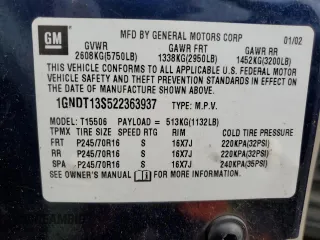 GM
MFD BY GENERAL MOTORS CORP 01/02
GVWR GAWR FRT GAWR RR
2608KG(5750LB) 1338KG(2950LB) 1452KG(3200LB)
THIS VEHICLE CONFORMS TO ALL APPLICABLE U.S. FEDERAL MOTOR
VEHICLE SAFETY AND THEFT PREVENTION STANDARDS IN
EFFECT ON THE DATE OF MANUFACTURE SHOWN ABOVE.
1GNDT13S522363937 TYPE: M.P.V.
MODEL: T15506 PAYLOAD = 513KG(1132LB)
TPMX TIRE SIZE SPEED RTG RIM COLD TIRE PRESSURE
FRT P245/70R16 S 16X7J 220KPA(32PSI)
RR P245/70R16 S 16X7J 220KPA(32PSI)
SPA P245/70R16 S 16X7J 240KPA(35PSI)
SEE OWNER'S MANUAL FOR MORE INFORMATION.